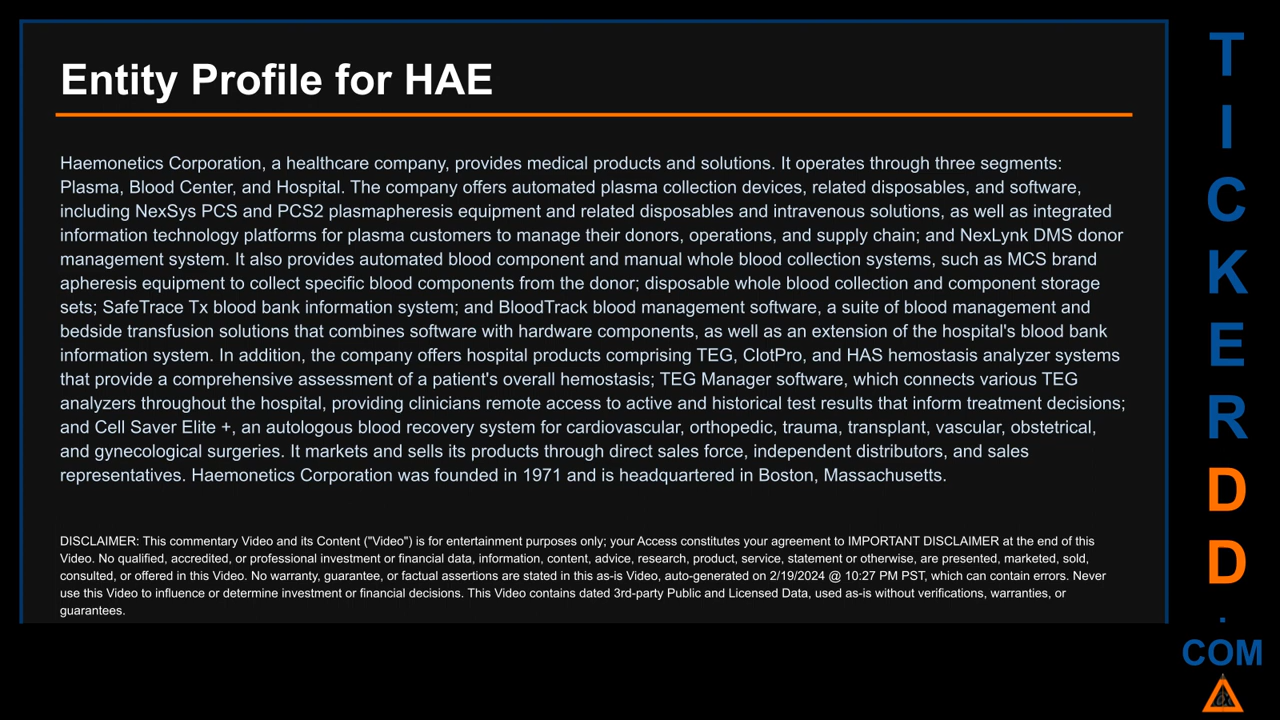 Entity Profile for HAE
Haemonetics Corporation, a healthcare company, provides medical products and solutions. It operates through three segments:
Plasma, Blood Center, and Hospital. The company offers automated plasma collection devices, related disposables, and software,
including NexSys PCS and PCS2 plasmapheresis equipment and related disposables and intravenous solutions, as well as integrated
information technology platforms for plasma customers to manage their donors, operations, and supply chain; and NexLynk DMS donor
management system. It also provides automated blood component and manual whole blood collection systems, such as MCS brand
apheresis equipment to collect specific blood components from the donor; disposable whole blood collection and component storage
sets; SafeTrace Tx blood bank information system; and BloodTrack blood management software, a suite of blood management and
bedside transfusion solutions that combines software with hardware components, as well as an extension of the hospital's blood bank
information system. In addition, the company offers hospital products comprising TEG, ClotPro, and HAS hemostasis analyzer systems
that provide a comprehensive assessment of a patient's overall hemostasis; TEG Manager software, which connects various TEG
analyzers throughout the hospital, providing clinicians remote access to active and historical test results that inform treatment decisions;
and Cell Saver Elite +, an autologous blood recovery system for cardiovascular, orthopedic, trauma, transplant, vascular, obstetrical,
and gynecological surgeries. It markets and sells its products through direct sales force, independent distributors, and sales
representatives. Haemonetics Corporation was founded in 1971 and is headquartered in Boston, Massachusetts.
DISCLAIMER: This commentary Video and its Content ("Video") is for entertainment purposes only; your Access constitutes your agreement to IMPORTANT DISCLAIMER at the end of this
Video. No qualified, accredited, or professional investment or financial data, information, content, advice, research, product, service, statement or otherwise, are presented, marketed, sold,
consulted, or offered in this Video. No warranty, guarantee, or factual assertions are stated in this as-is Video, auto-generated on 2/19/2024 @ 10:27 PM PST, which can contain errors. Never
use this Video to influence or determine investment or financial decisions. This Video contains dated 3rd-party Public and Licensed Data, used as-is without verifications, warranties, or
guarantees.
TICKERDD.COM